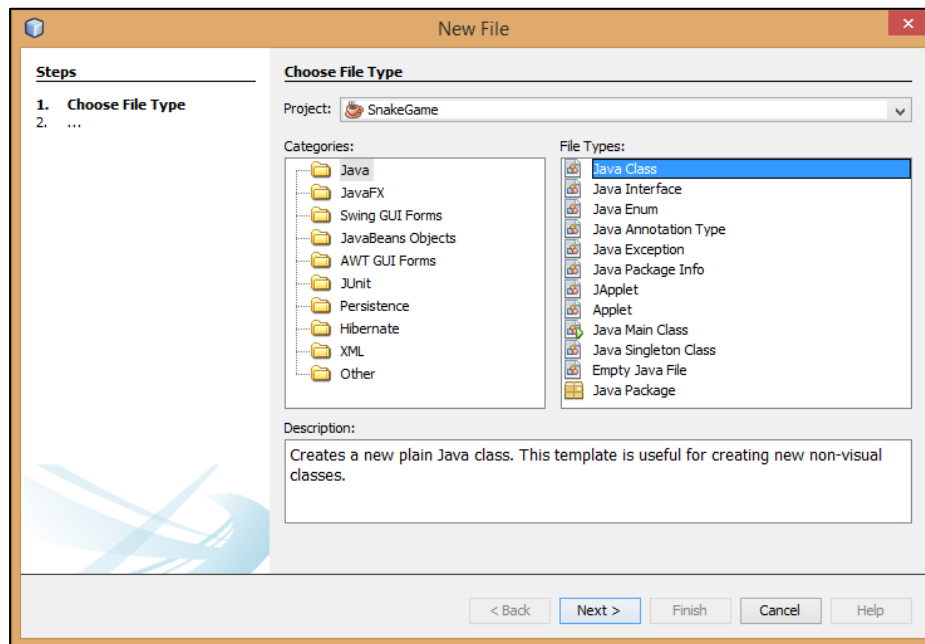 New File
Steps
1. Choose File Type
2. ...
Choose File Type
Project: SnakeGame
Categories:
Java
JavaFX
Swing GUI Forms
JavaBeans Objects
AWT GUI Forms
JUnit
Persistence
Hibernate
XML
Other
File Types:
Java Class
Java Interface
Java Enum
Java Annotation Type
Java Exception
Java Package Info
JApplet
Applet
Java Main Class
Java Singleton Class
Empty Java File
Java Package
Description:
Creates a new plain Java class. This template is useful for creating new non-visual
classes.
< Back Next > Finish Cancel Help